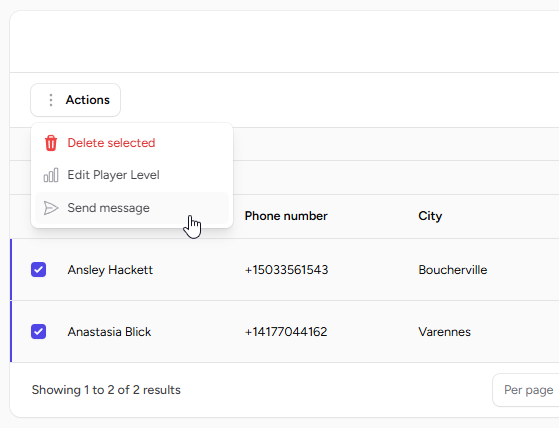 Actions
Delete selected
Edit Player Level
Send message
Phone number City
Ansley Hackett +15033561543 Boucherville
Anastasia Blick +14177044162 Varennes
Showing 1 to 2 of 2 results Per page